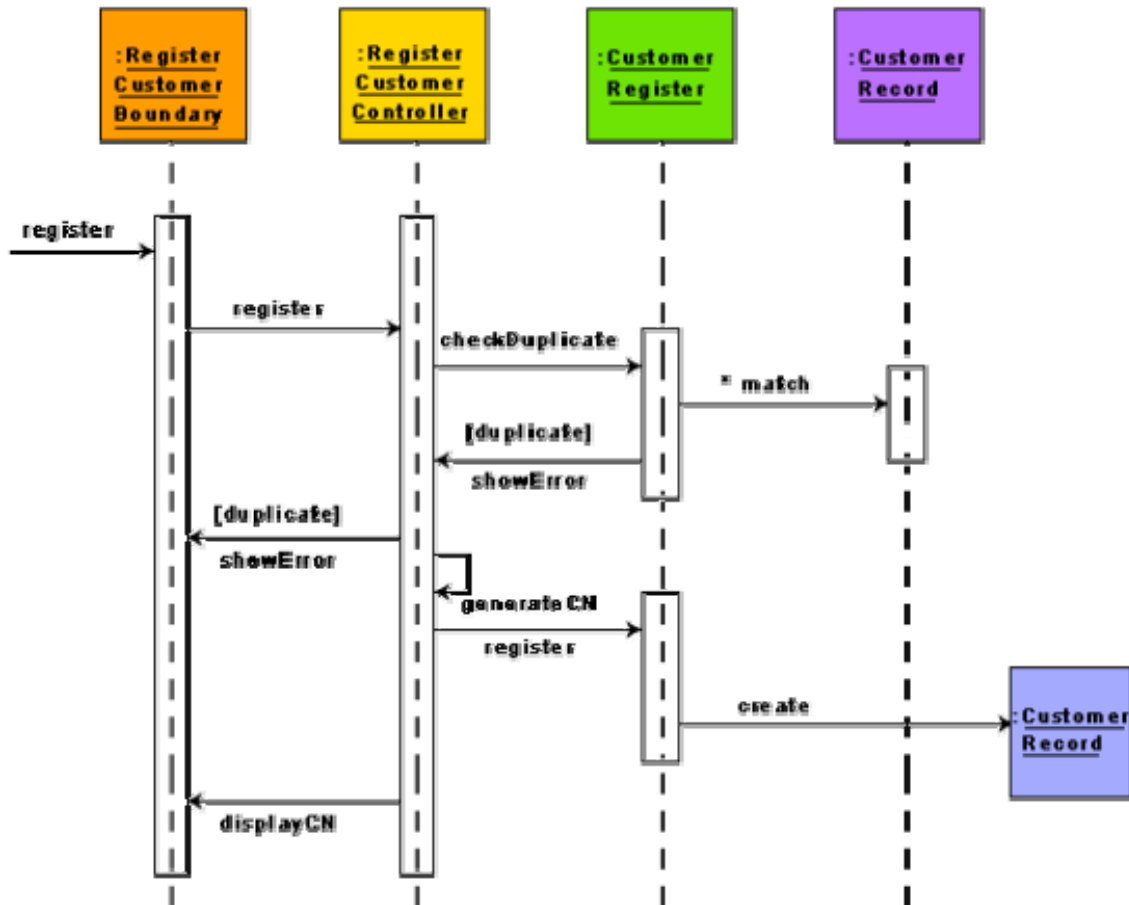 :Register
Customer
Boundary
:Register
Customer
Controller
:Customer
Register
:Customer
Record
register
register
checkDuplicate
* match
[duplicate]
showError
[duplicate]
showError
generateCN
register
create
:Customer
Record
displayCN